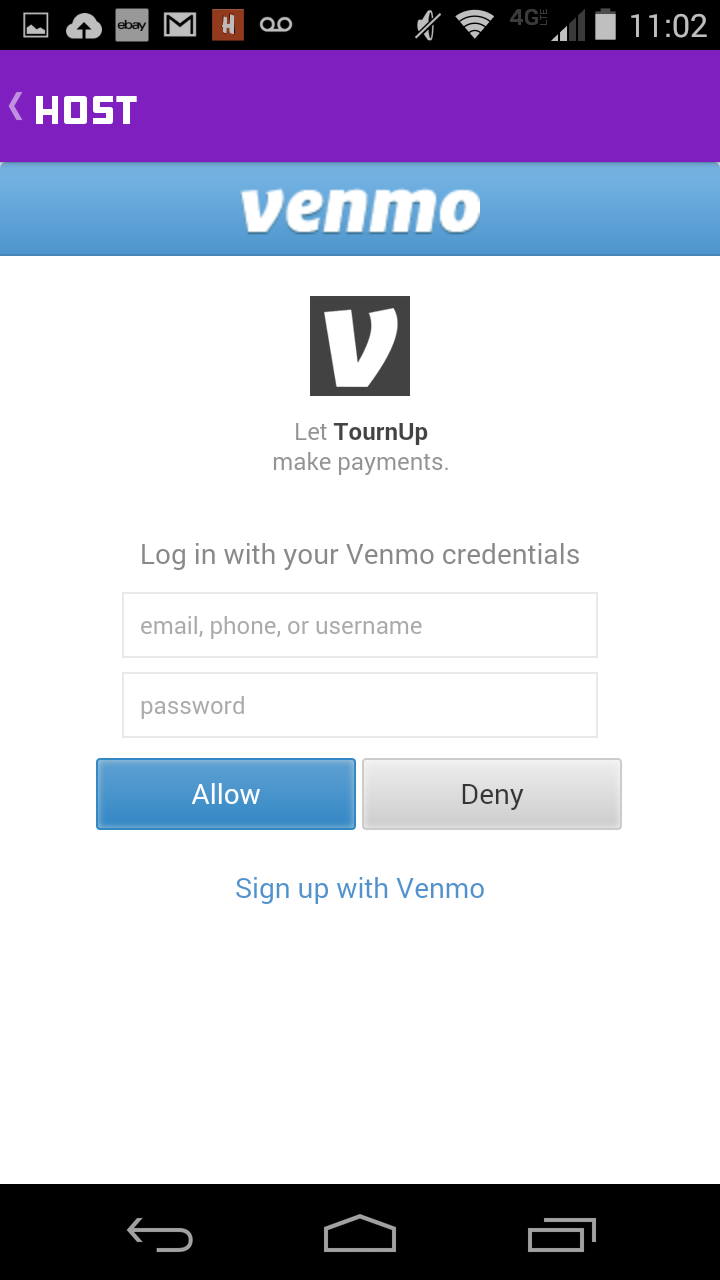 ebay M H 4G LTE 11:02
HOST
venmo
V
Let TournUp
make payments.
Log in with your Venmo credentials
email, phone, or username
password
Allow Deny
Sign up with Venmo